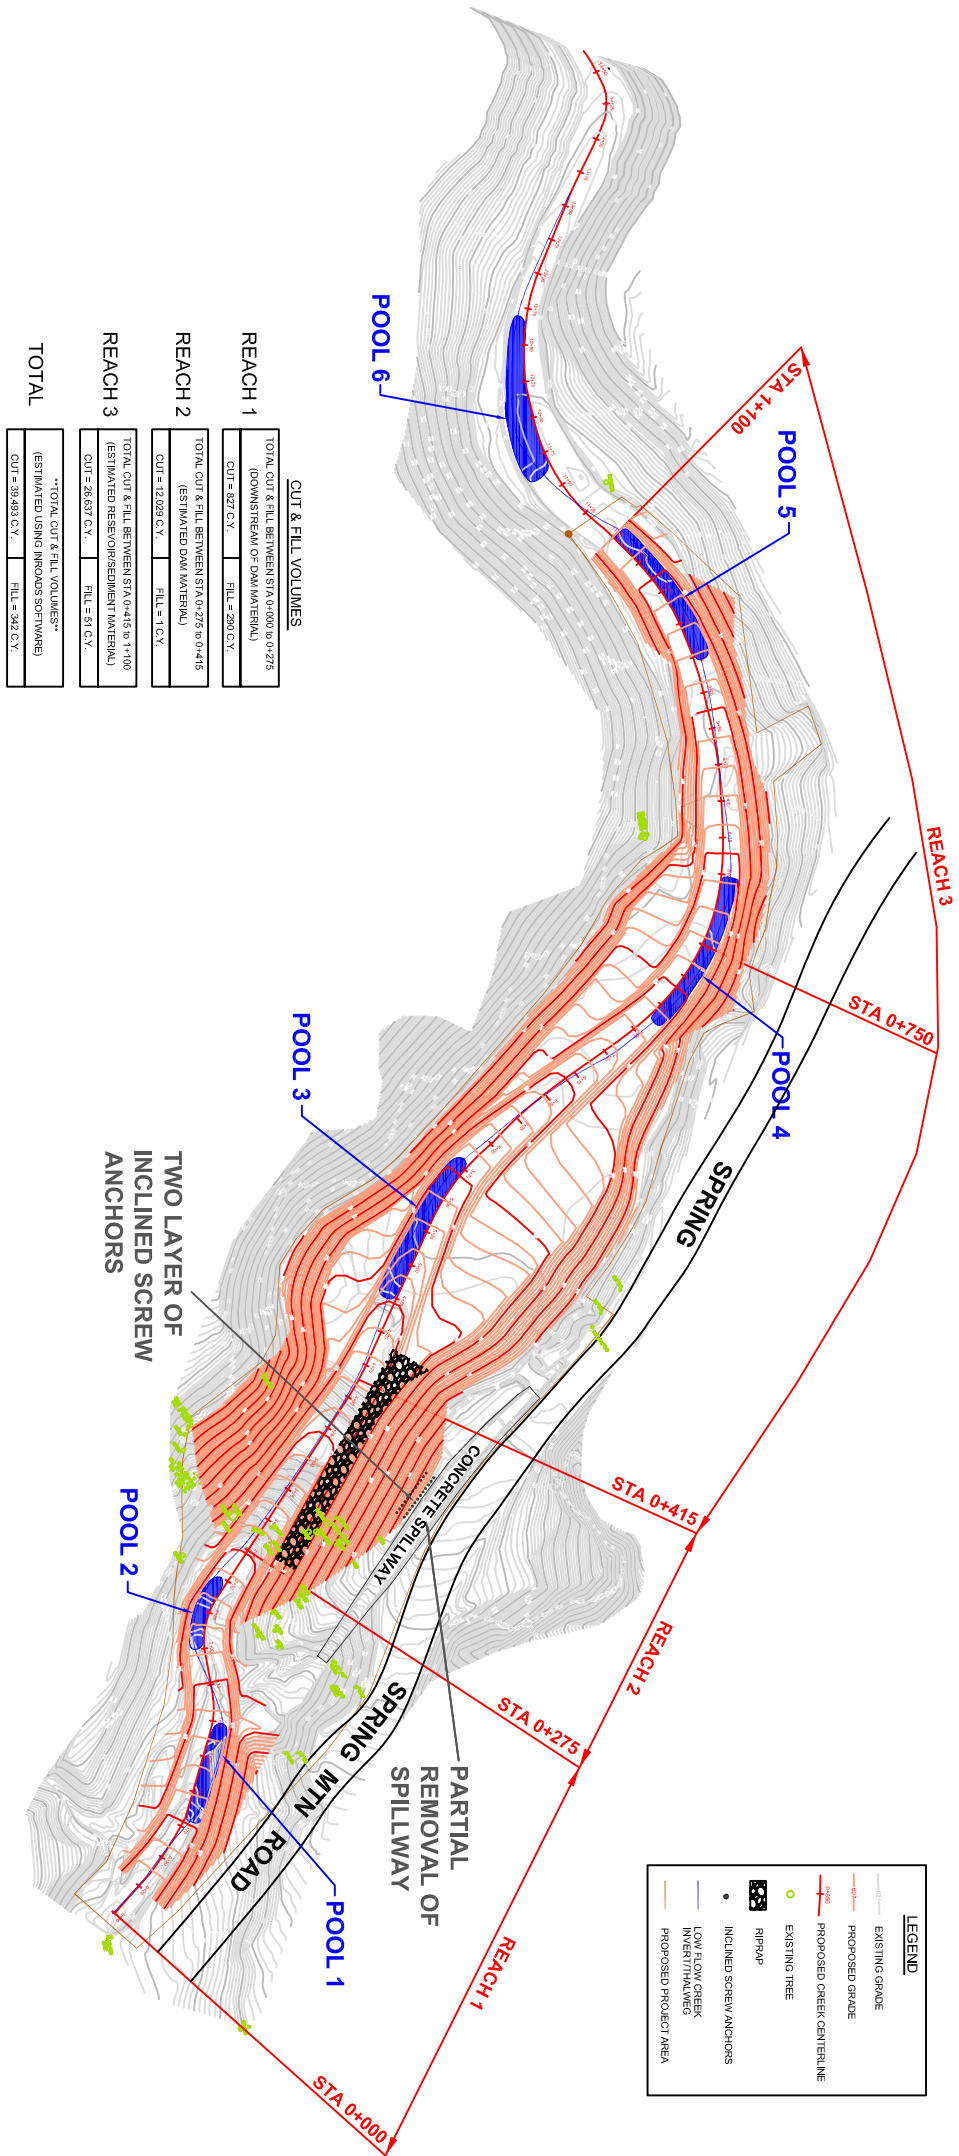 LEGEND
EXISTING GRADE
PROPOSED GRADE
0+860
PROPOSED CREEK CENTERLINE
EXISTING TREE
RIPRAP
INCLINED SCREW ANCHORS
LOW FLOW CREEK
INVERT/THALWEG
PROPOSED PROJECT AREA
REACH 3
STA 1+100
STA 0+750
STA 0+415
REACH 2
STA 0+275
REACH 1
STA 0+000
POOL 6
POOL 5
POOL 4
POOL 3
POOL 2
POOL 1
SPRING
SPRING MTN ROAD
CONCRETE SPILLWAY
PARTIAL
REMOVAL OF
SPILLWAY
TWO LAYER OF
INCLINED SCREW
ANCHORS
CUT & FILL VOLUMES
REACH 1
TOTAL CUT & FILL BETWEEN STA 0+000 to 0+275
(DOWNSTREAM OF DAM MATERIAL)
CUT = 827 C.Y.
FILL = 290 C.Y.
REACH 2
TOTAL CUT & FILL BETWEEN STA 0+275 to 0+415
(ESTIMATED DAM MATERIAL)
CUT = 12,029 C.Y.
FILL = 1 C.Y.
REACH 3
TOTAL CUT & FILL BETWEEN STA 0+415 to 1+100
(ESTIMATED RESEVOIR/SEDIMENT MATERIAL)
CUT = 26,637 C.Y.
FILL = 51 C.Y.
TOTAL
**TOTAL CUT & FILL VOLUMES**
(ESTIMATED USING INROADS SOFTWARE)
CUT = 39,493 C.Y.
FILL = 342 C.Y.